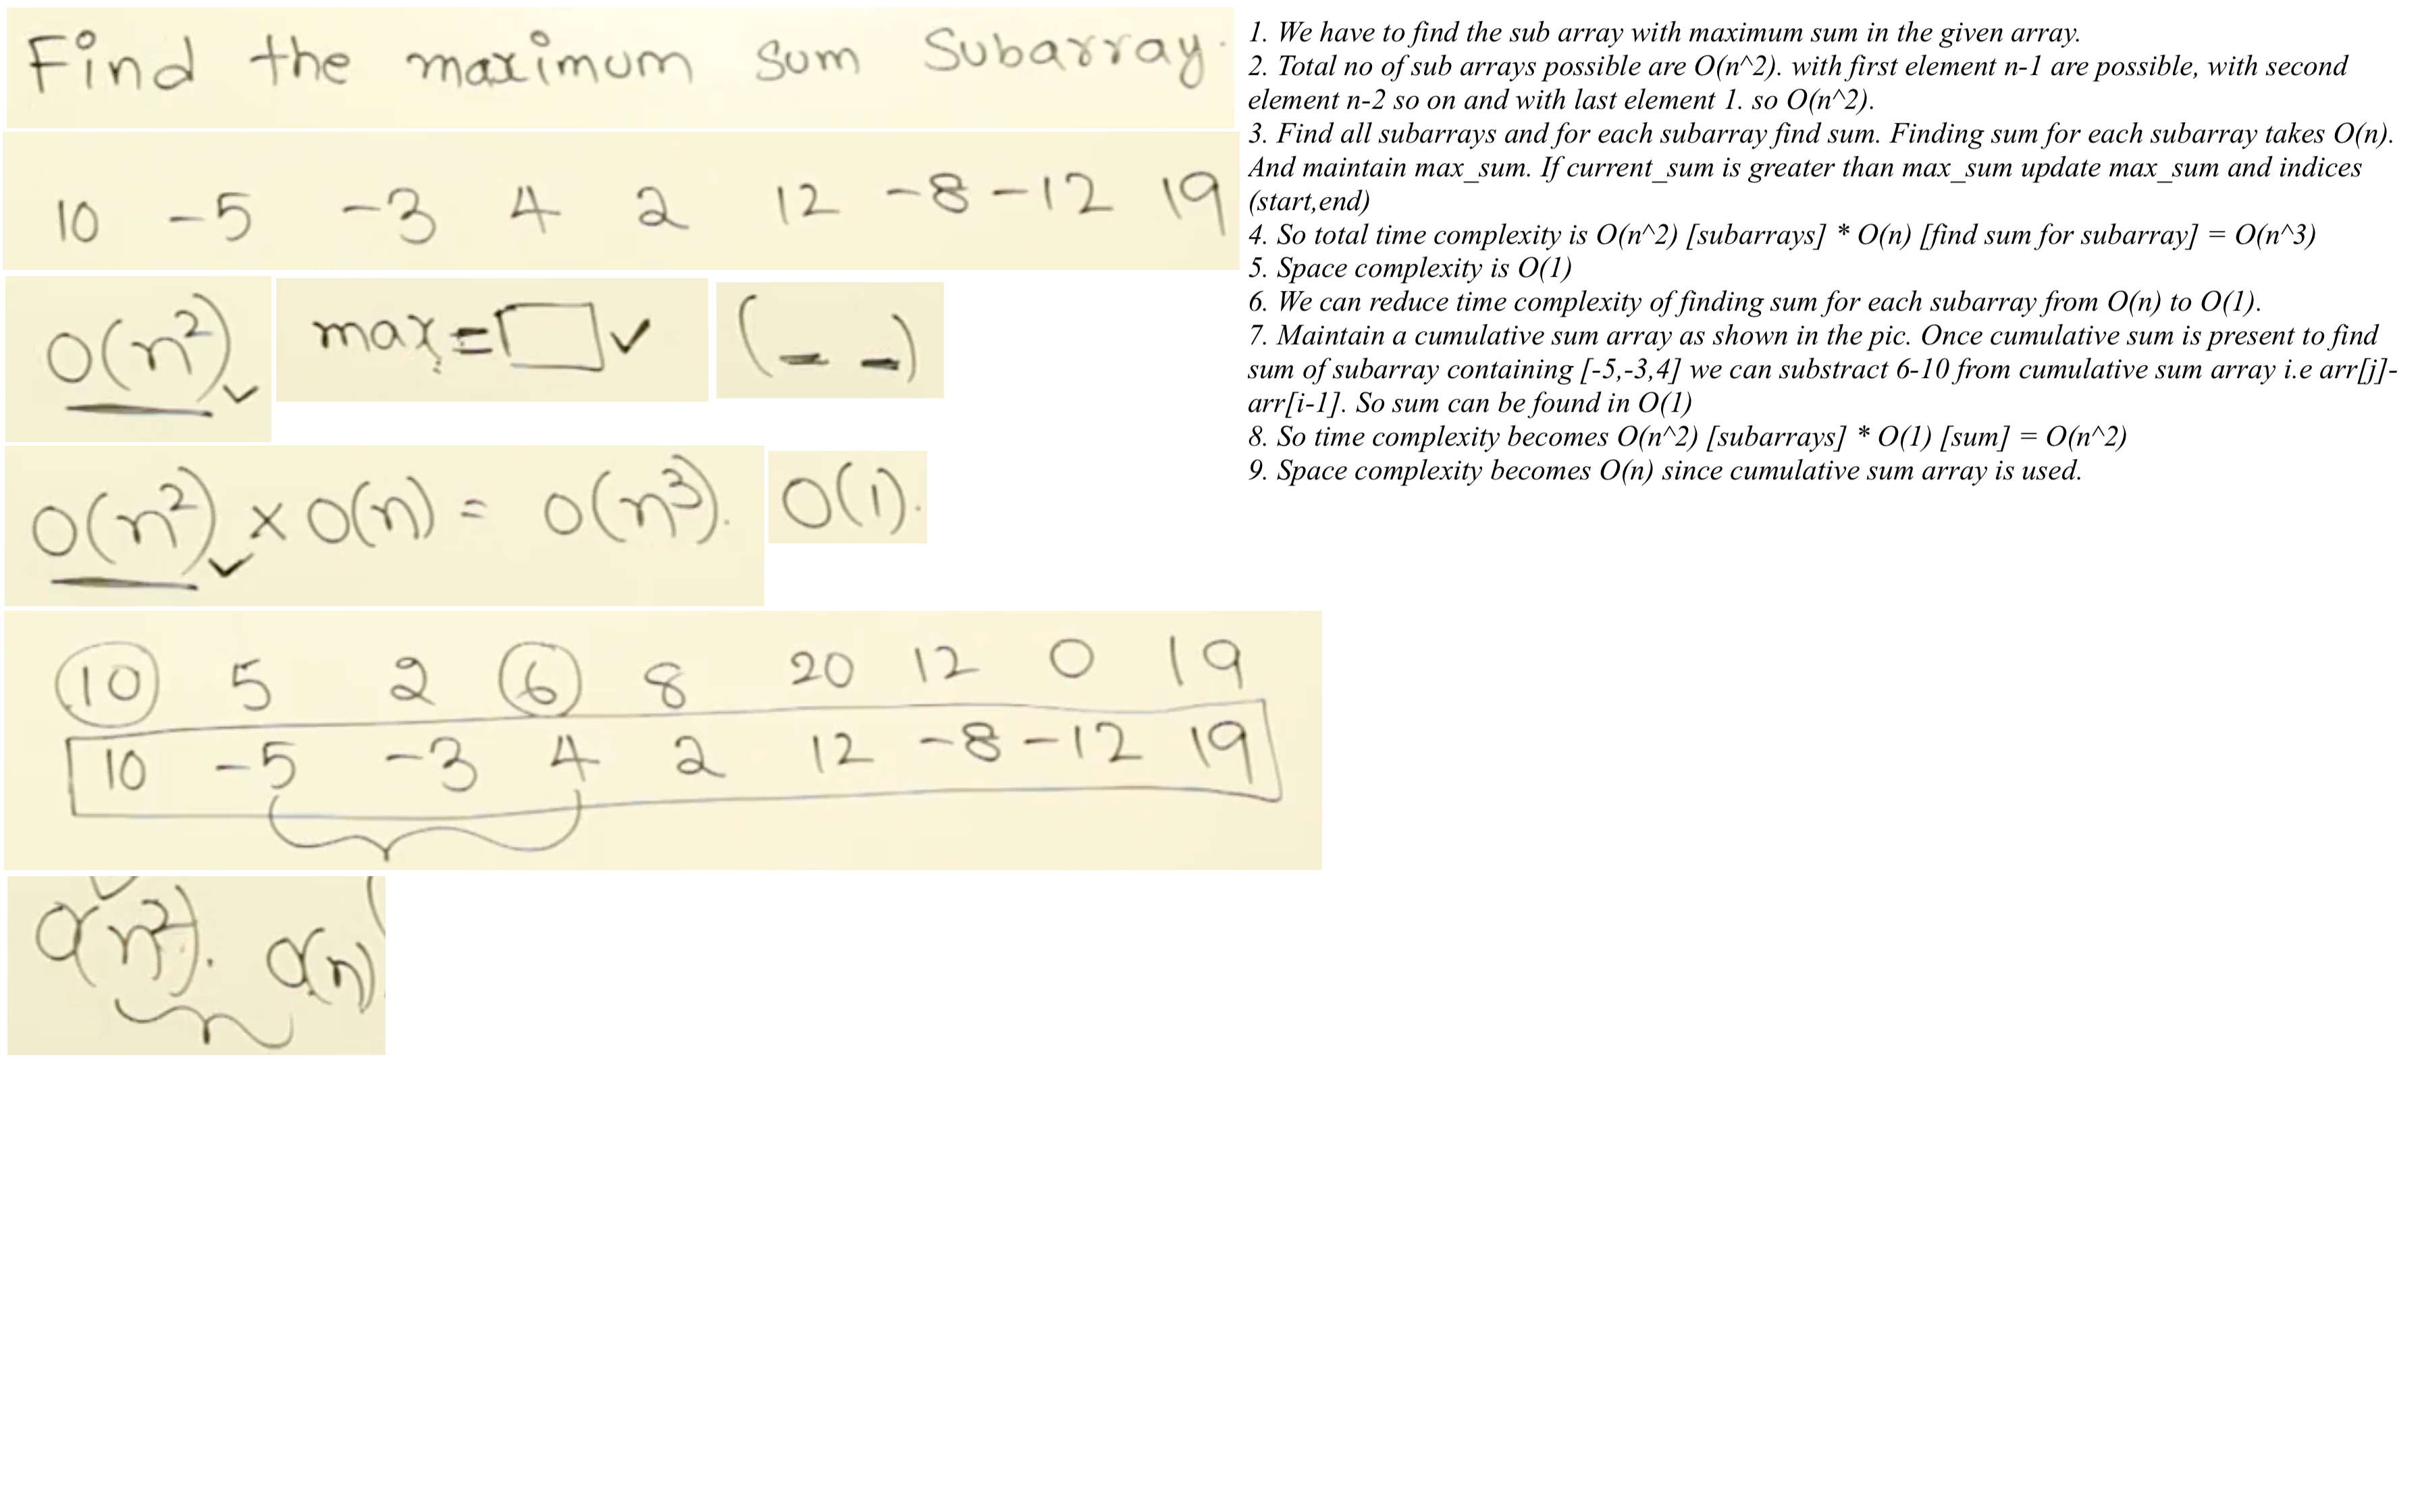 Find the maximum sum Subarray.
10 -5 -3 4 2 12 -8 -12 19
O(n²) max = ( - - )
O(n²) × O(n) = O(n³). O(1).
10 5 2 6 8 20 12 0 19
10 -5 -3 4 2 12 -8 -12 19
O(n²). O(n)
1. We have to find the sub array with maximum sum in the given array.
2. Total no of sub arrays possible are O(n^2). with first element n-1 are possible, with second
element n-2 so on and with last element 1. so O(n^2).
3. Find all subarrays and for each subarray find sum. Finding sum for each subarray takes O(n).
And maintain max_sum. If current_sum is greater than max_sum update max_sum and indices
(start,end)
4. So total time complexity is O(n^2) [subarrays] * O(n) [find sum for subarray] = O(n^3)
5. Space complexity is O(1)
6. We can reduce time complexity of finding sum for each subarray from O(n) to O(1).
7. Maintain a cumulative sum array as shown in the pic. Once cumulative sum is present to find
sum of subarray containing [-5,-3,4] we can substract 6-10 from cumulative sum array i.e arr[j]-
arr[i-1]. So sum can be found in O(1)
8. So time complexity becomes O(n^2) [subarrays] * O(1) [sum] = O(n^2)
9. Space complexity becomes O(n) since cumulative sum array is used.